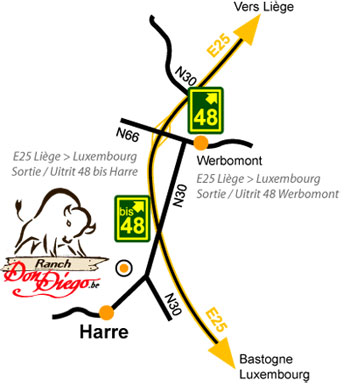 Vers Liège
E25
N30
48
N66
E25 Liège > Luxembourg
Sortie / Uitrit 48 bis Harre
Werbomont
E25 Liège > Luxembourg
Sortie / Uitrit 48 Werbomont
N30
bis
48
Ranch
Don Diego.be
N30
Harre
E25
Bastogne
Luxembourg